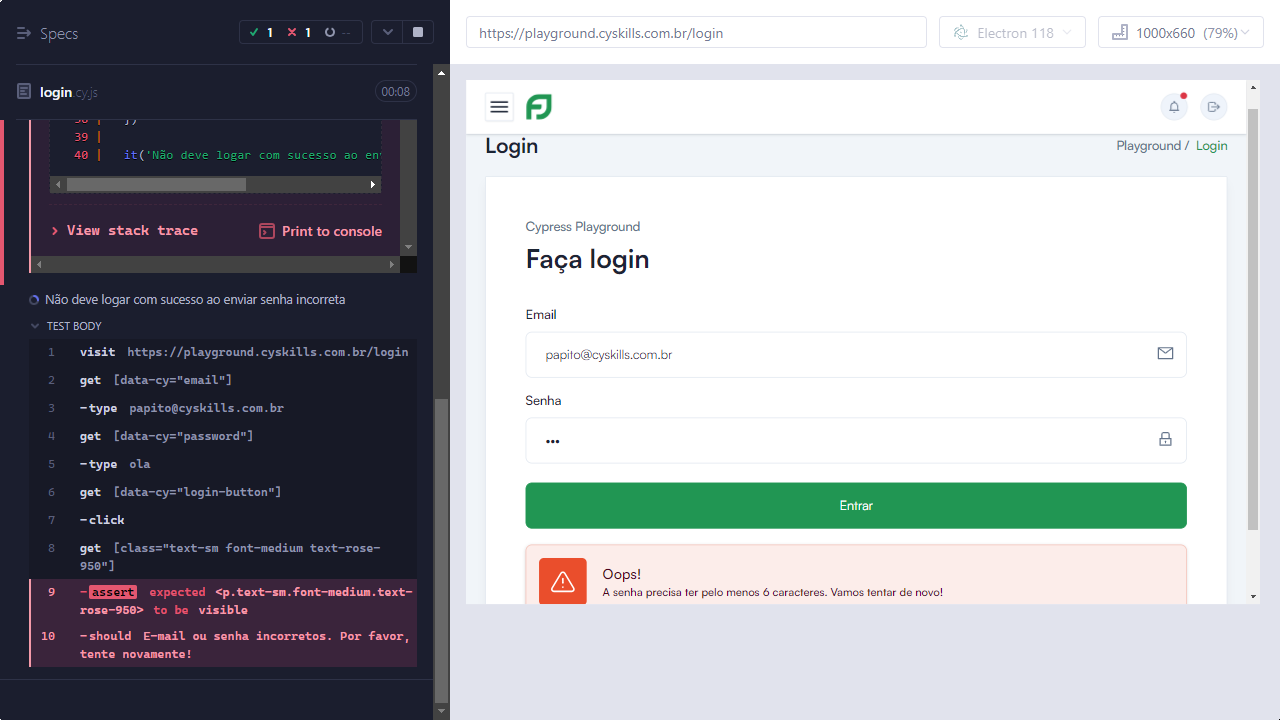 Specs
1 1 --
https://playground.cyskills.com.br/login
Electron 118
1000x660 (79%)
login.cy.js
00:08
38 | })
39 |
40 | it('Não deve logar com sucesso ao en
View stack trace
Print to console
Não deve logar com sucesso ao enviar senha incorreta
TEST BODY
1 visit https://playground.cyskills.com.br/login
2 get [data-cy="email"]
3 -type papito@cyskills.com.br
4 get [data-cy="password"]
5 -type ola
6 get [data-cy="login-button"]
7 -click
8 get [class="text-sm font-medium text-rose-
950"]
9 -assert expected <p.text-sm.font-medium.text-
rose-950> to be visible
10 -should E-mail ou senha incorretos. Por favor,
tente novamente!
Login
Playground / Login
Cypress Playground
Faça login
Email
papito@cyskills.com.br
Senha
•••
Entrar
Oops!
A senha precisa ter pelo menos 6 caracteres. Vamos tentar de novo!